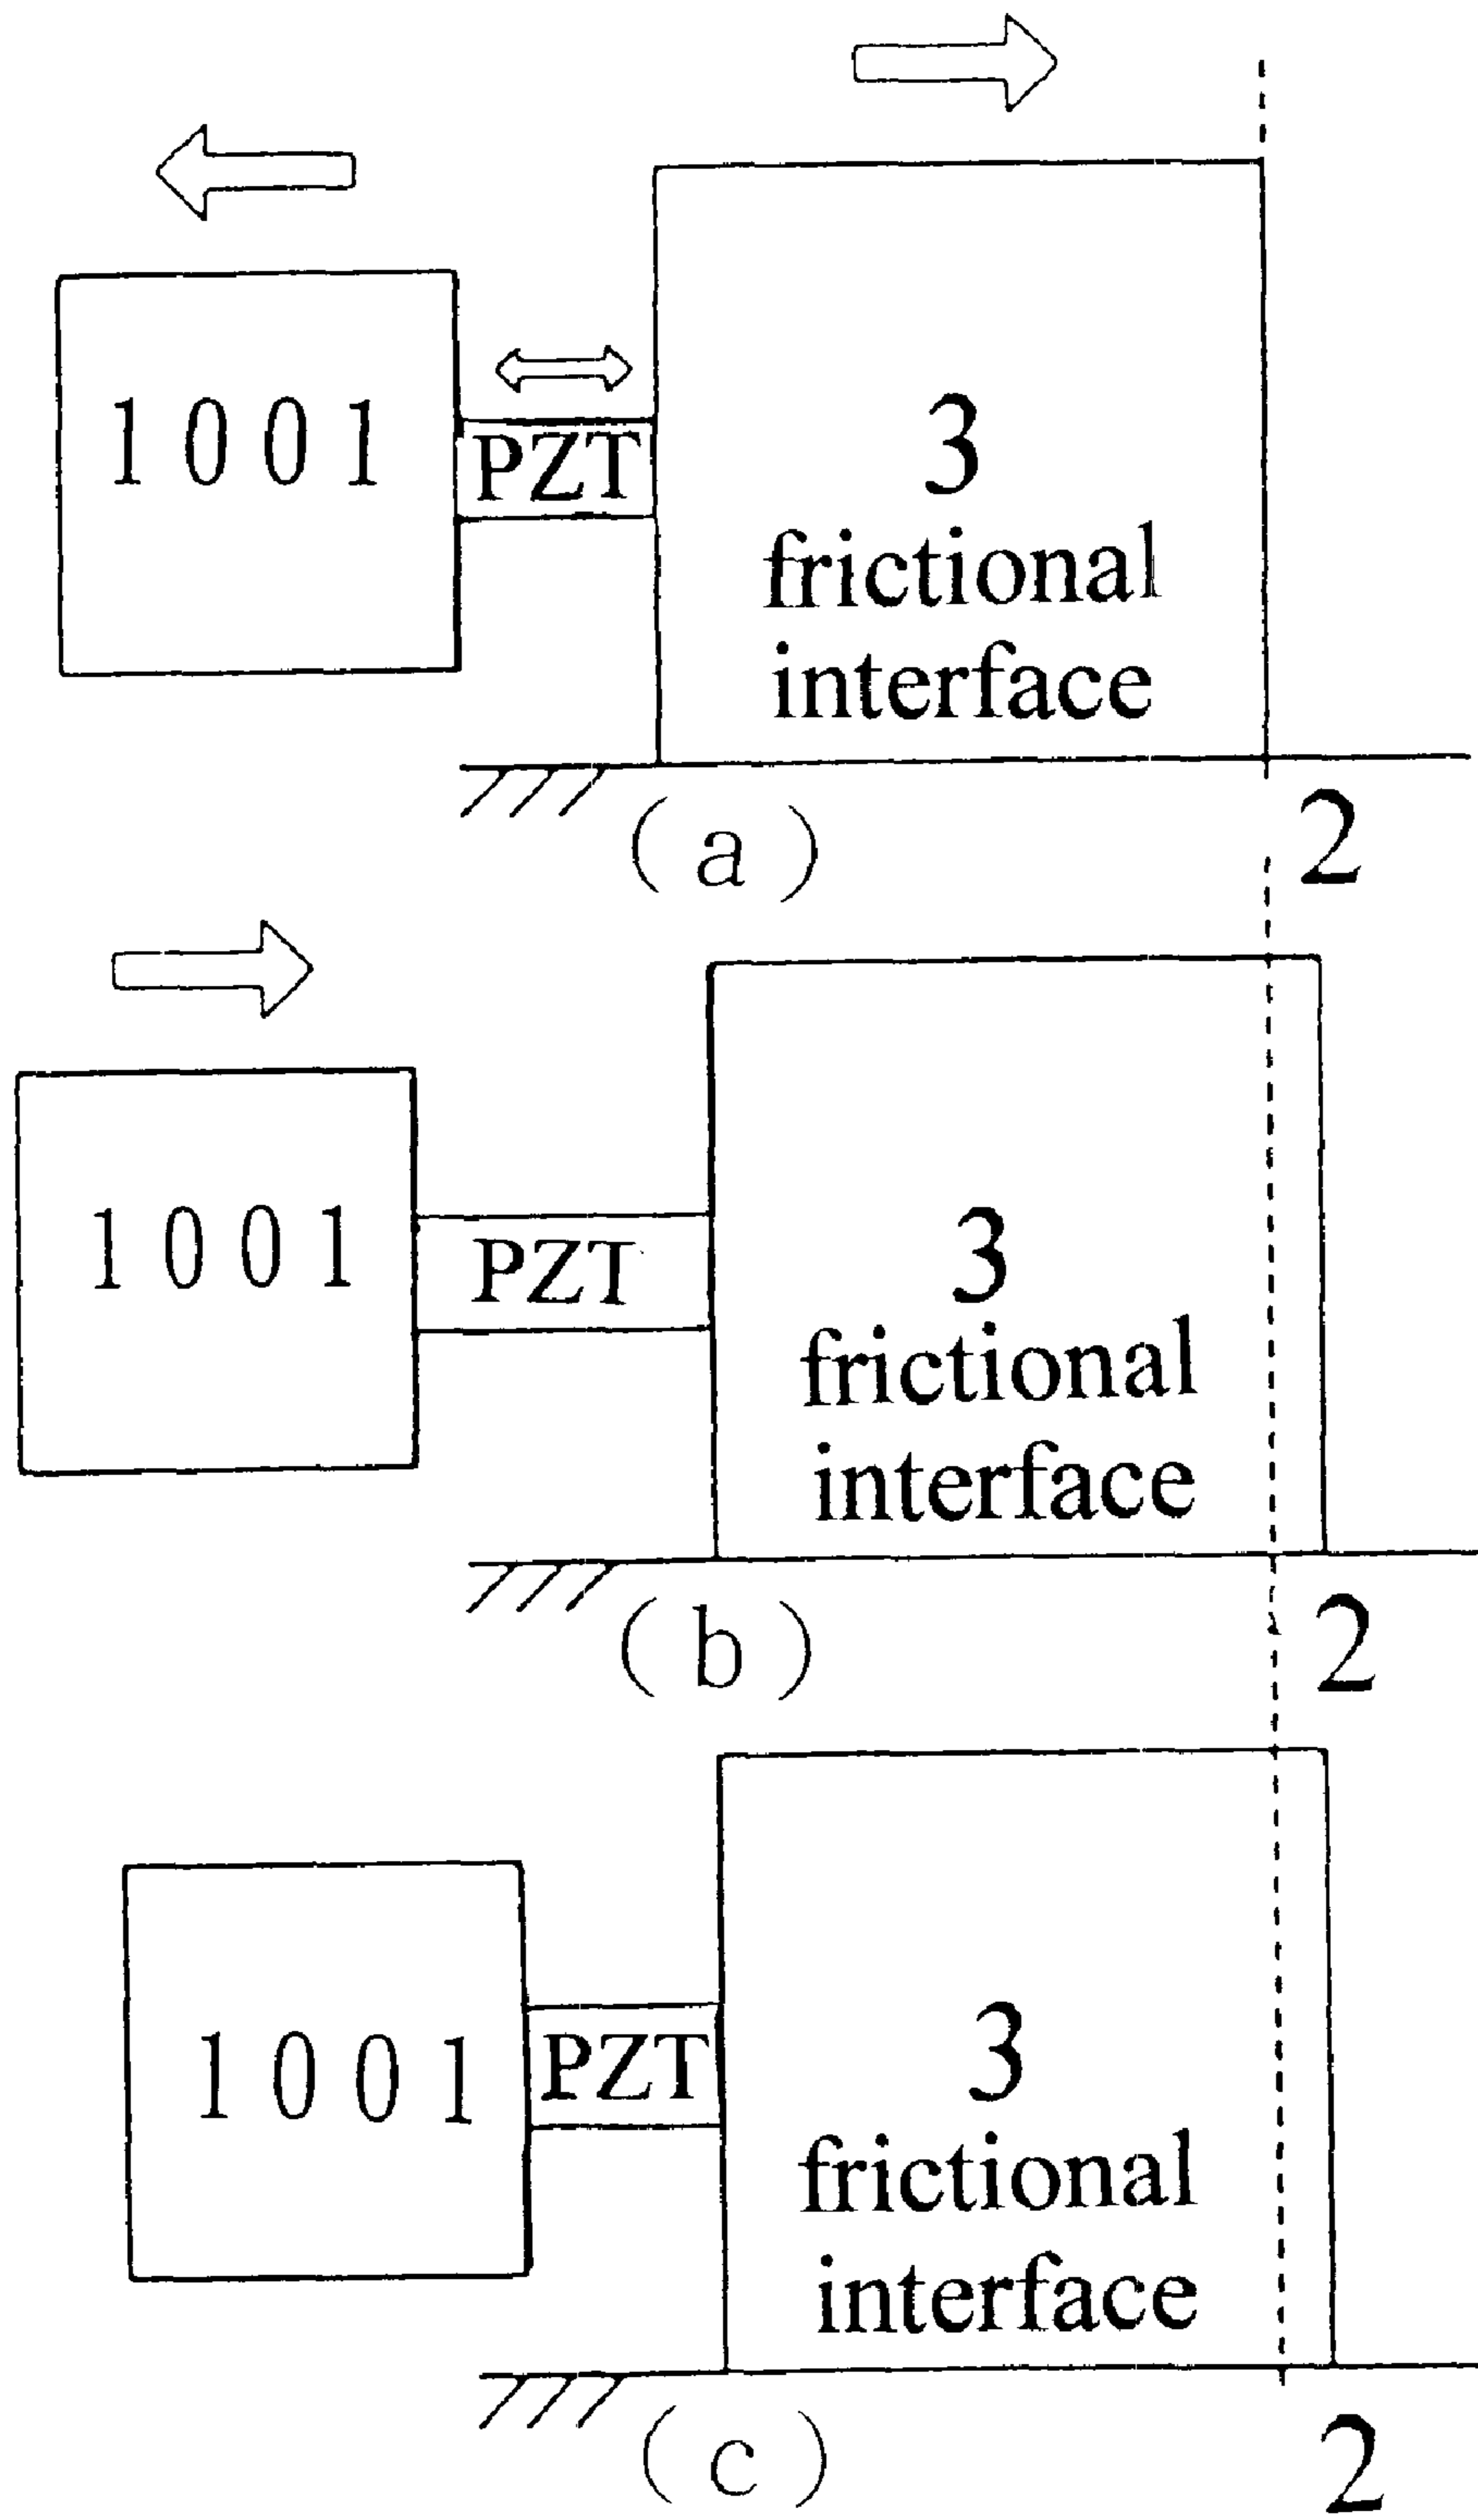 1001
PZT
3
frictional
interface
2
(a)
1001
PZT
3
frictional
interface
2
(b)
1001
PZT
3
frictional
interface
2
(c)